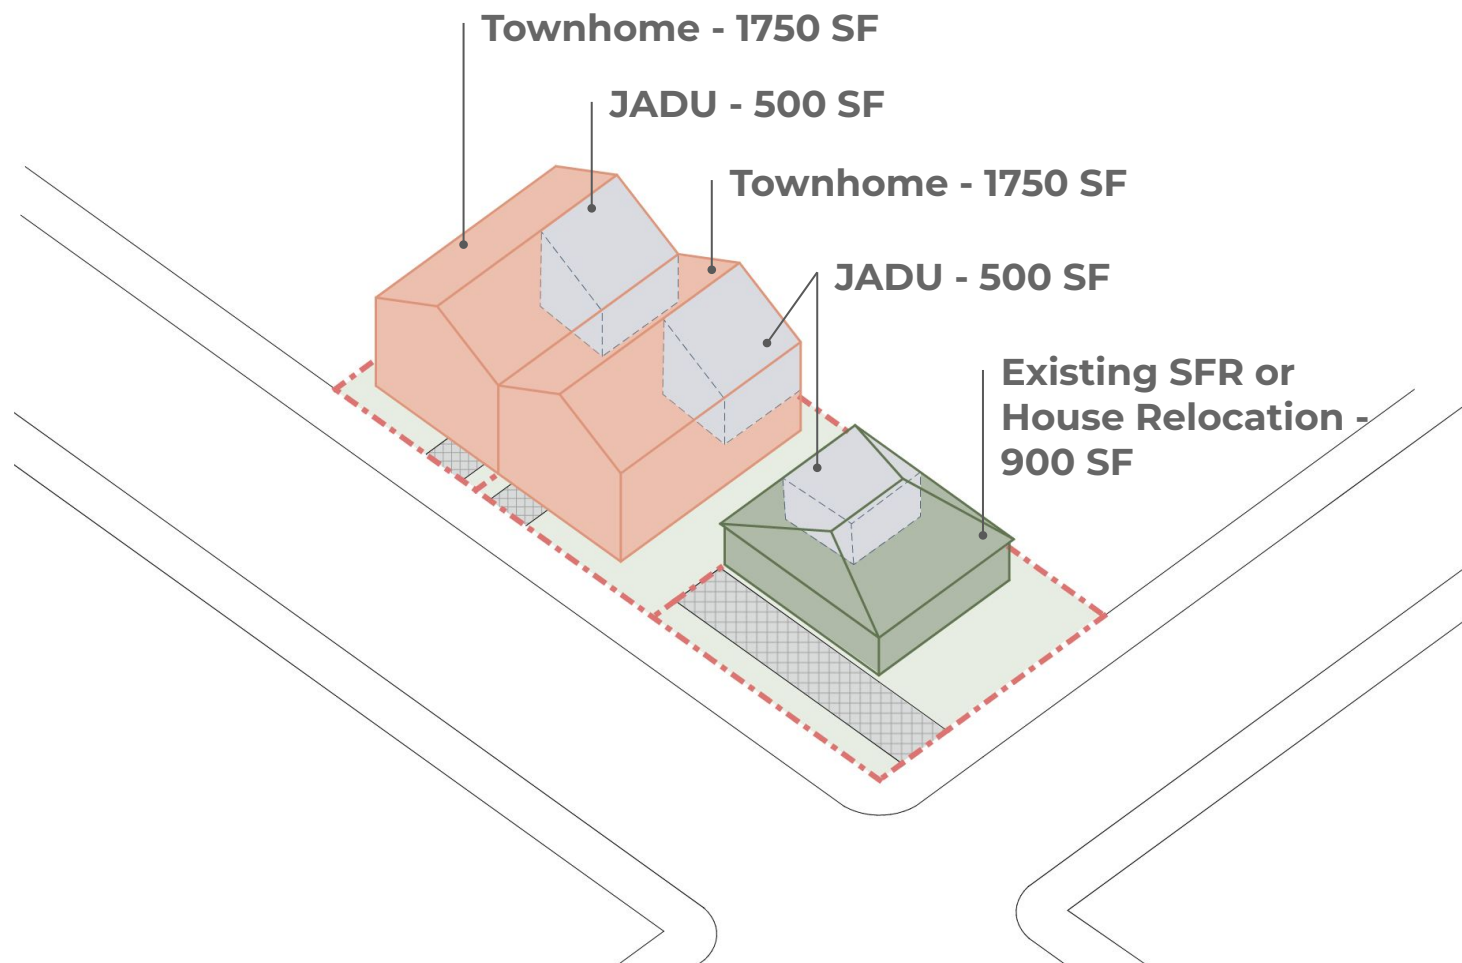 Townhome - 1750 SF
JADU - 500 SF
Townhome - 1750 SF
JADU - 500 SF
Existing SFR or
House Relocation -
900 SF